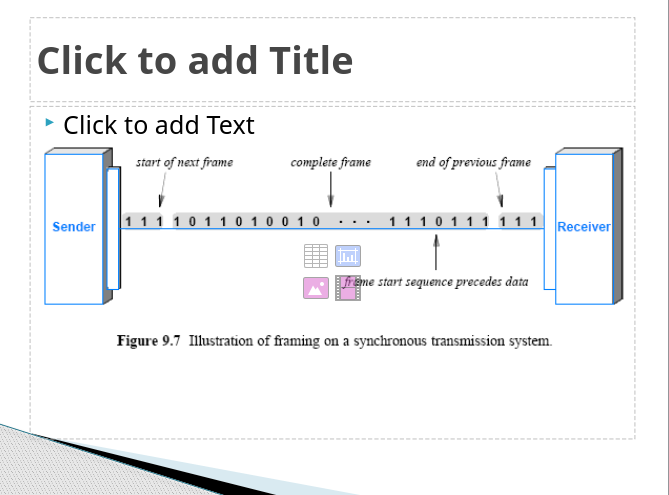 Click to add Title
Click to add Text
start of next frame complete frame end of previous frame
Sender 1 1 1 1 0 1 1 0 1 0 0 1 0 · · · 1 1 1 0 1 1 1 1 1 1 Receiver
frame start sequence precedes data
Figure 9.7 Illustration of framing on a synchronous transmission system.